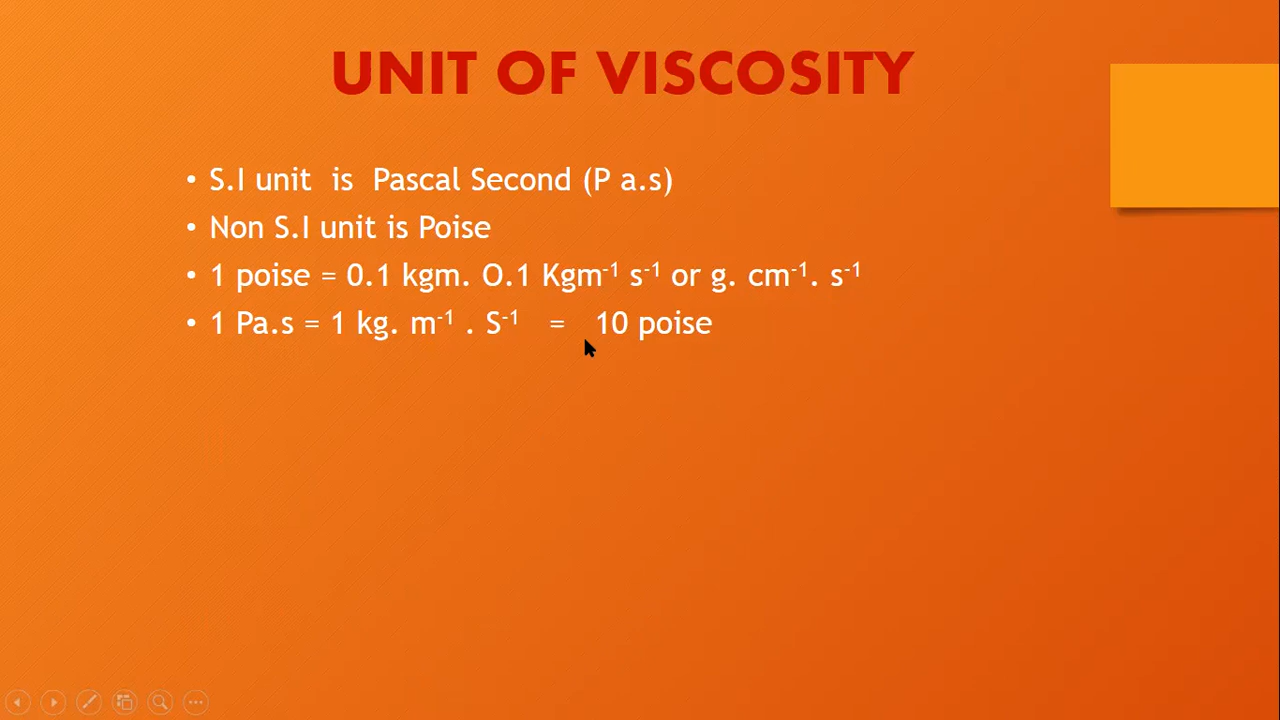 UNIT OF VISCOSITY
• S.I unit is Pascal Second (P a.s)
• Non S.I unit is Poise
• 1 poise = 0.1 kgm. O.1 Kgm⁻¹ s⁻¹ or g. cm⁻¹. s⁻¹
• 1 Pa.s = 1 kg. m⁻¹ . S⁻¹ = 10 poise